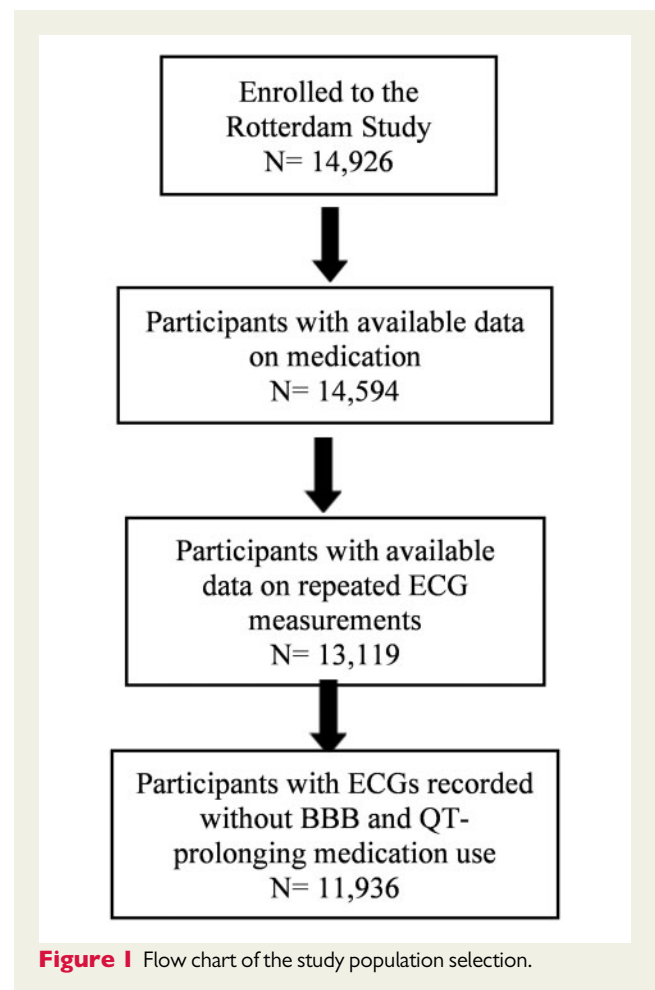 Enrolled to the
Rotterdam Study
N= 14,926
Participants with available data
on medication
N= 14,594
Participants with available
data on repeated ECG
measurements
N= 13,119
Participants with ECGs recorded
without BBB and QT-
prolonging medication use
N= 11,936
Figure 1 Flow chart of the study population selection.